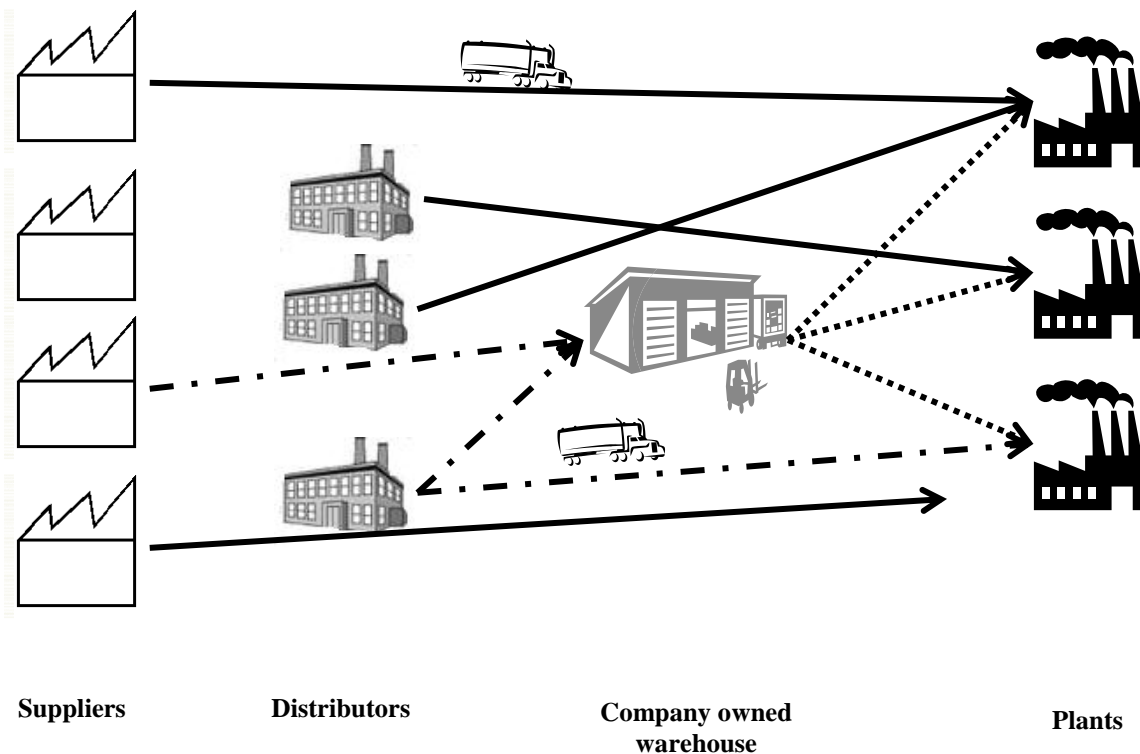 Suppliers
Distributors
Company owned
warehouse
Plants